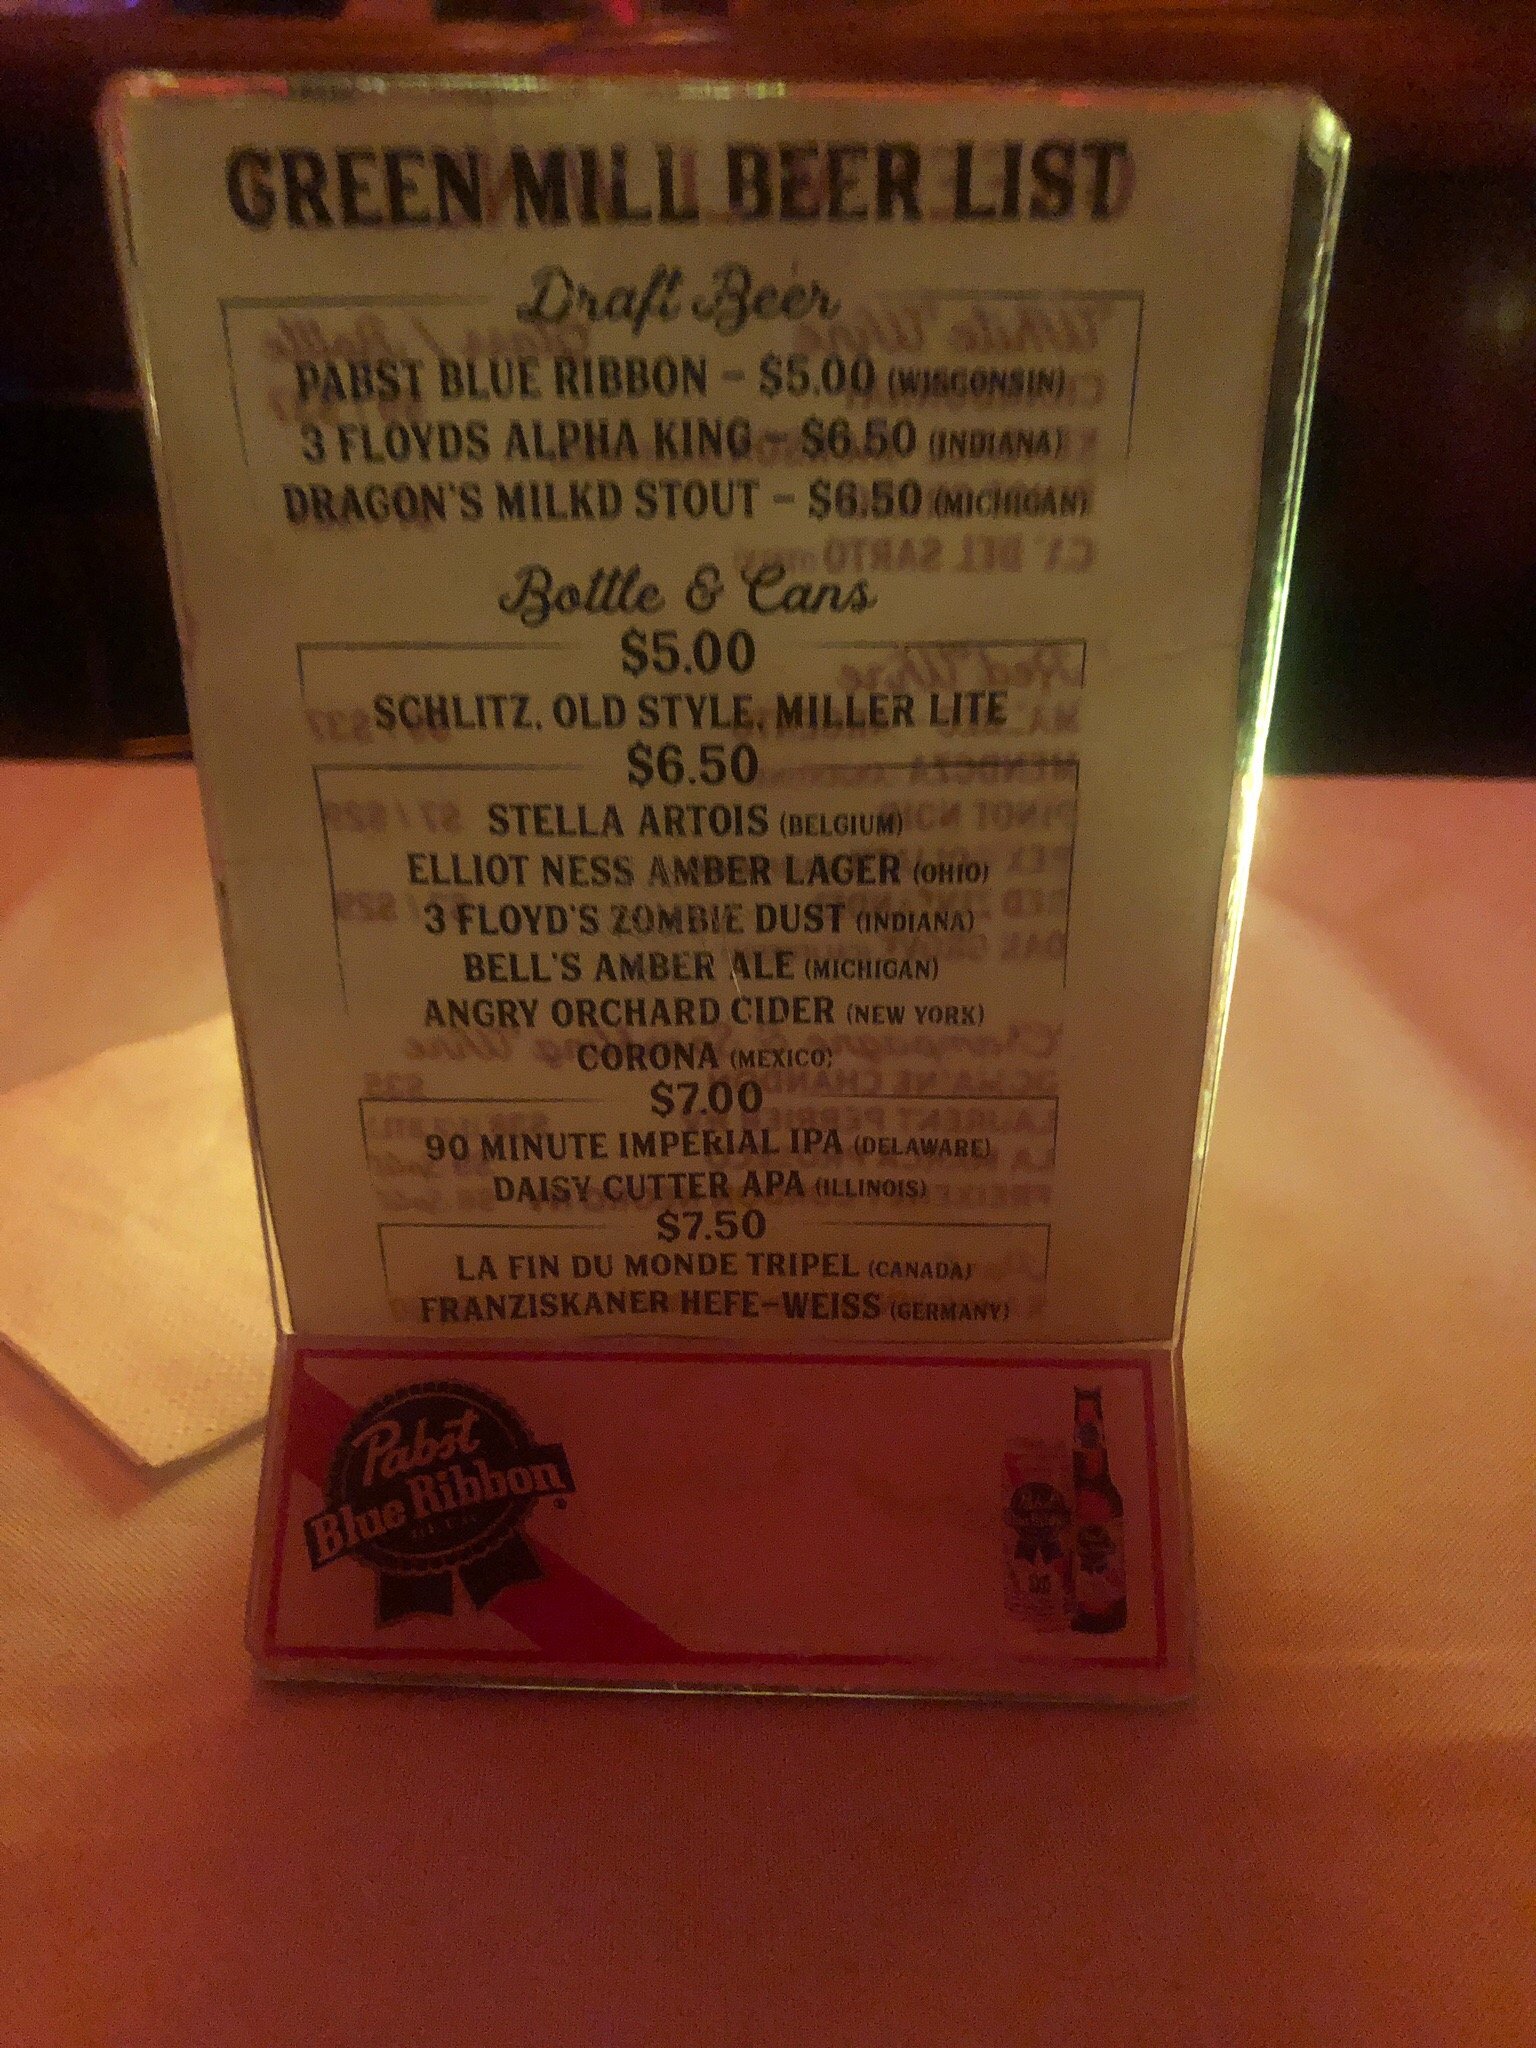 GREEN MILL BEER LIST
Draft Beer
PABST BLUE RIBBON - $5.00 (WISCONSIN)
3 FLOYDS ALPHA KING - $6.50 (INDIANA)
DRAGON'S MILKD STOUT - $6.50 (MICHIGAN)
Bottle & Cans
$5.00
SCHLITZ, OLD STYLE, MILLER LITE
$6.50
STELLA ARTOIS (BELGIUM)
ELLIOT NESS AMBER LAGER (OHIO)
3 FLOYD'S ZOMBIE DUST (INDIANA)
BELL'S AMBER ALE (MICHIGAN)
ANGRY ORCHARD CIDER (NEW YORK)
CORONA (MEXICO)
$7.00
90 MINUTE IMPERIAL IPA (DELAWARE)
DAISY CUTTER APA (ILLINOIS)
$7.50
LA FIN DU MONDE TRIPEL (CANADA)
FRANZISKANER HEFE-WEISS (GERMANY)
Pabst
Blue Ribbon
BEER